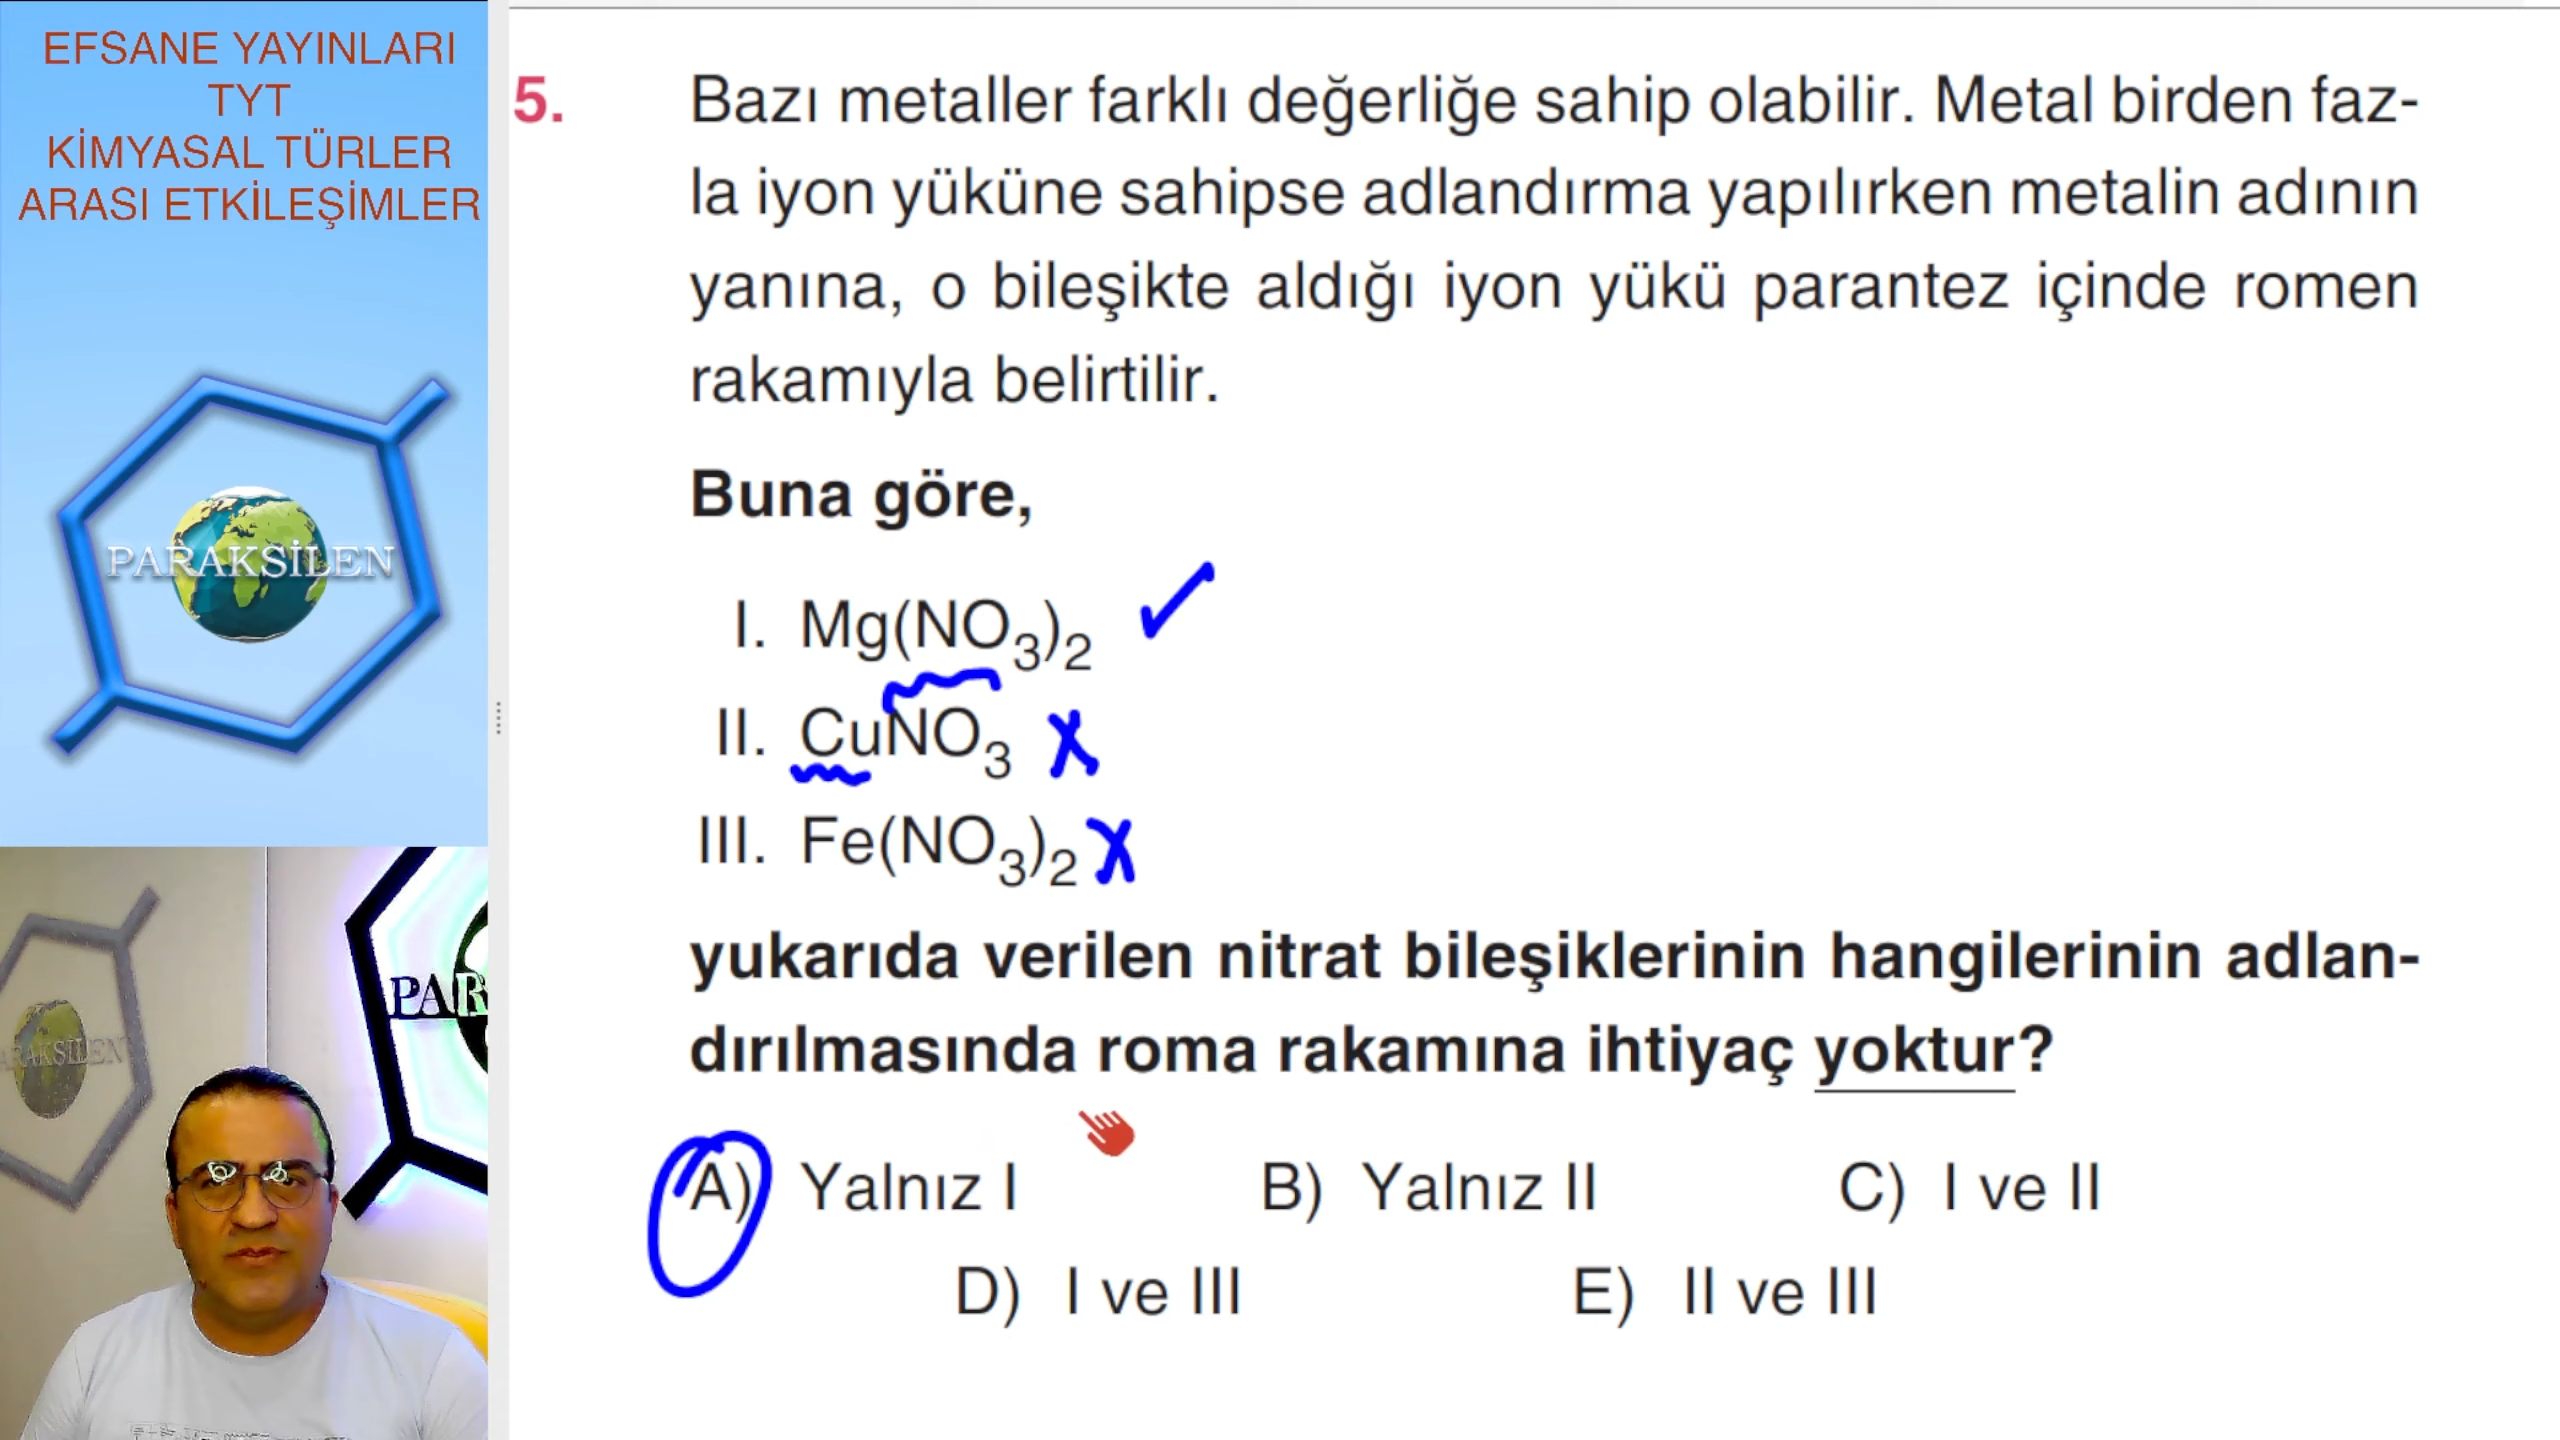 EFSANE YAYINLARI
TYT
KİMYASAL TÜRLER
ARASI ETKİLEŞİMLER
PARAKSİLEN
PAR
ARAKSİLEN
5. Bazı metaller farklı değerliğe sahip olabilir. Metal birden faz-
la iyon yüküne sahipse adlandırma yapılırken metalin adının
yanına, o bileşikte aldığı iyon yükü parantez içinde romen
rakamıyla belirtilir.
Buna göre,
I. Mg(NO₃)₂
II. CuNO₃ X
III. Fe(NO₃)₂ X
yukarıda verilen nitrat bileşiklerinin hangilerinin adlan-
dırılmasında roma rakamına ihtiyaç yoktur?
A) Yalnız I B) Yalnız II C) I ve II
D) I ve III E) II ve III